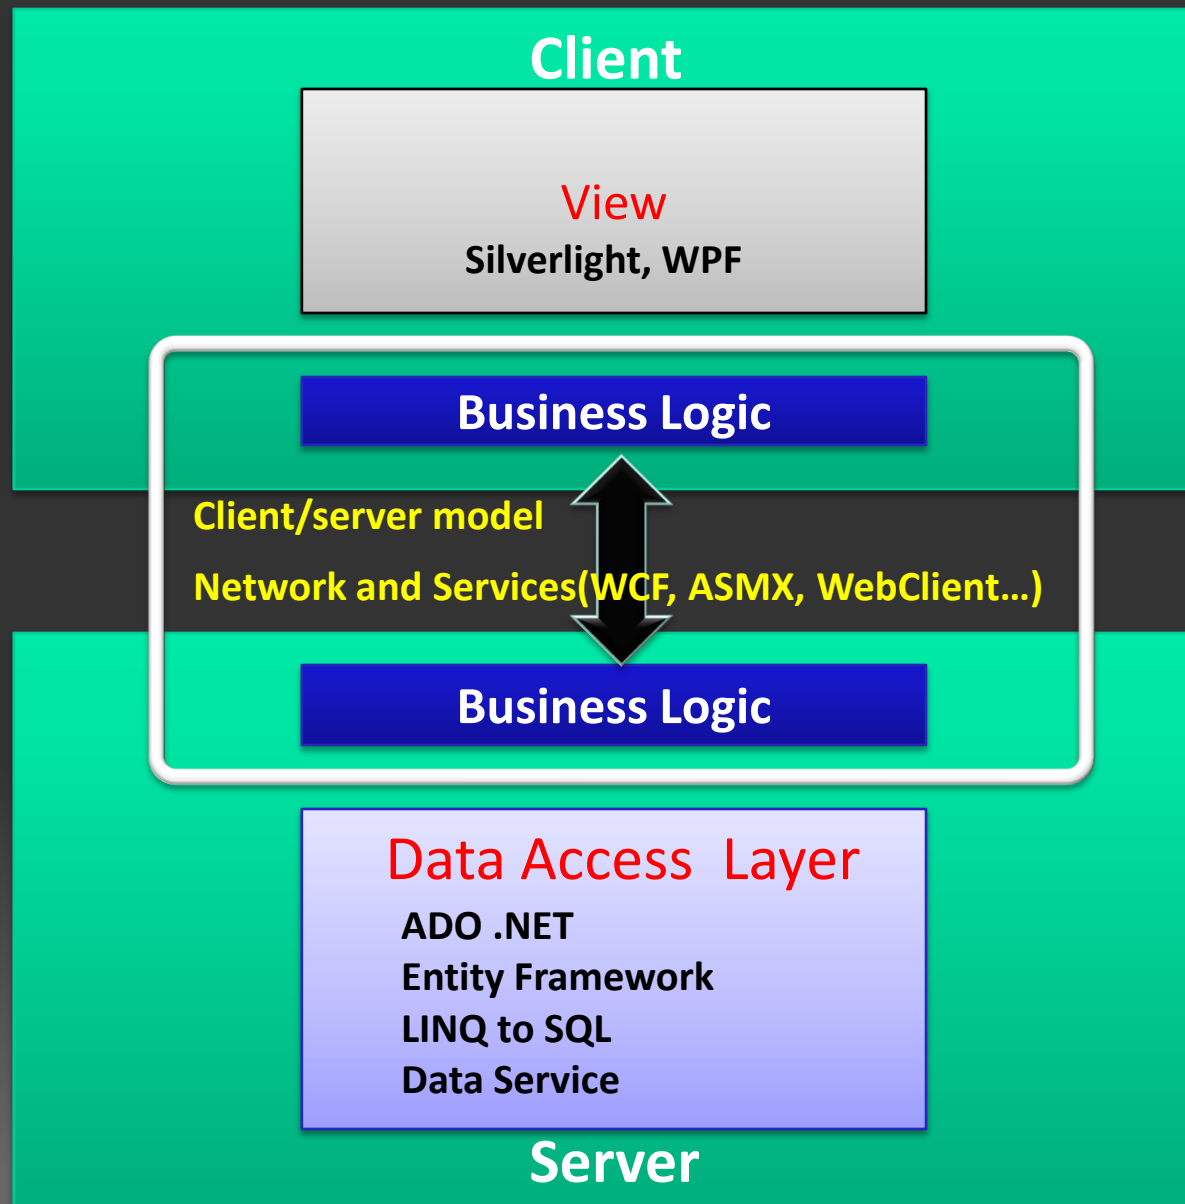 Client
View
Silverlight, WPF
Business Logic
Client/server model
Network and Services(WCF, ASMX, WebClient...)
Business Logic
Data Access  Layer
ADO .NET
Entity Framework
LINQ to SQL
Data Service
Server